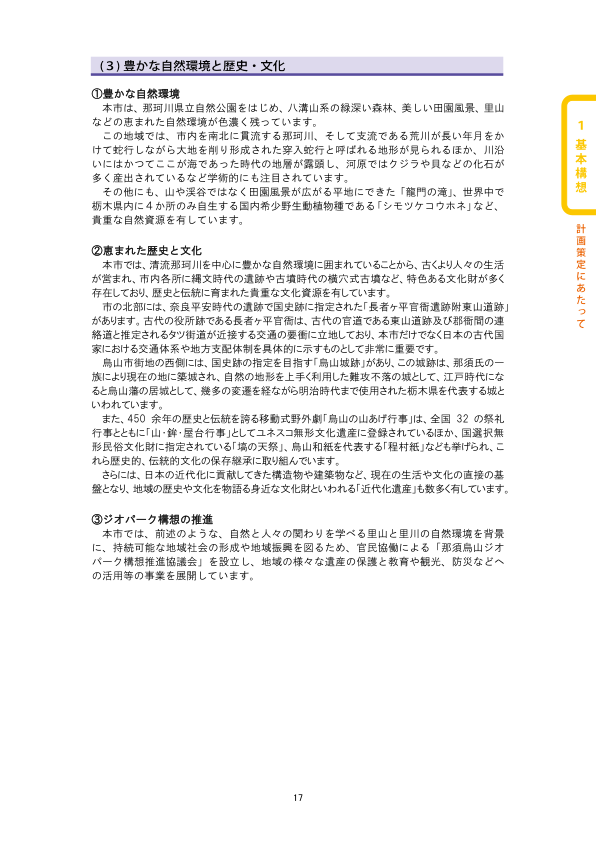 (3)豊かな自然環境と歴史・文化
①豊かな自然環境
本市は、那珂川県立自然公園をはじめ、八溝山系の緑深い森林、美しい田園風景、里山
などの恵まれた自然環境が色濃く残っています。
この地域では、市内を南北に貫流する那珂川、そして支流である荒川が長い年月をか
けて蛇行しながら大地を削り形成された穿入蛇行と呼ばれる地形が見られるほか、川沿
いにはかつてここが海であった時代の地層が露頭し、河原ではクジラや貝などの化石が
多く産出されているなど学術的にも注目されています。
その他にも、山や渓谷ではなく田園風景が広がる平地にできた「龍門の滝」、世界中で
栃木県内に4か所のみ自生する国内希少野生動植物種である「シモツケコウホネ」など、
貴重な自然資源を有しています。
②恵まれた歴史と文化
本市では、清流那珂川を中心に豊かな自然環境に囲まれていることから、古くより人々の生活
が営まれ、市内各所に縄文時代の遺跡や古墳時代の横穴式古墳など、特色ある文化財が多く
存在しており、歴史と伝統に育まれた貴重な文化資源を有しています。
市の北部には、奈良平安時代の遺跡で国史跡に指定された「長者ヶ平官衙遺跡附東山道跡」
があります。古代の役所跡である長者ヶ平官衙は、古代の官道である東山道跡及び郡衙間の連
絡道と推定されるタツ街道が近接する交通の要衝に立地しており、本市だけでなく日本の古代国
家における交通体系や地方支配体制を具体的に示すものとして非常に重要です。
烏山市街地の西側には、国史跡の指定を目指す「烏山城跡」があり、この城跡は、那須氏の一
族により現在の地に築城され、自然の地形を上手く利用した難攻不落の城として、江戸時代にな
ると烏山藩の居城として、幾多の変遷を経ながら明治時代まで使用された栃木県を代表する城と
いわれています。
また、450 余年の歴史と伝統を誇る移動式野外劇「烏山の山あげ行事」は、全国 32 の祭礼
行事とともに「山・鉾・屋台行事」としてユネスコ無形文化遺産に登録されているほか、国選択無
形民俗文化財に指定されている「塙の天祭」、烏山和紙を代表する「程村紙」なども挙げられ、こ
れら歴史的、伝統的文化の保存継承に取り組んでいます。
さらには、日本の近代化に貢献してきた構造物や建築物など、現在の生活や文化の直接の基
盤となり、地域の歴史や文化を物語る身近な文化財といわれる「近代化遺産」も数多く有しています。
③ジオパーク構想の推進
本市では、前述のような、自然と人々の関わりを学べる里山と里川の自然環境を背景
に、持続可能な地域社会の形成や地域振興を図るため、官民協働による「那須烏山ジオ
パーク構想推進協議会」を設立し、地域の様々な遺産の保護と教育や観光、防災などへ
の活用等の事業を展開しています。
1 基本構想
計画策定にあたって
17